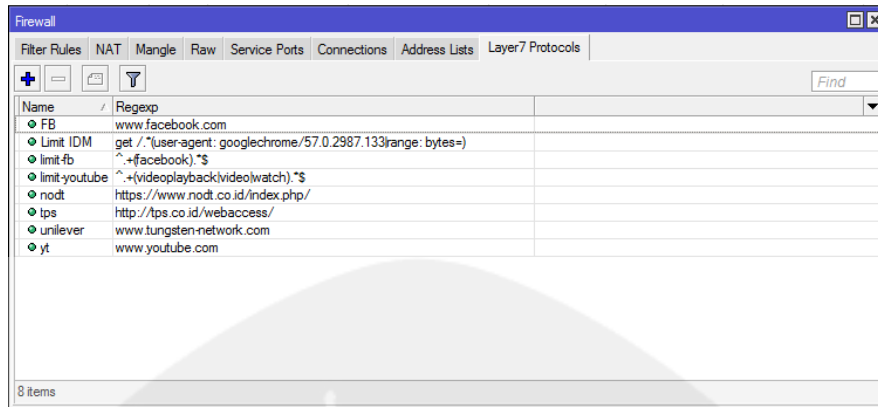 Firewall
Filter Rules NAT Mangle Raw Service Ports Connections Address Lists Layer7 Protocols
Find
Name Regexp
FB www.facebook.com
Limit IDM get /.*(user-agent: googlechrome/57.0.2987.133|range: bytes=)
limit-fb ^.+(facebook).*$
limit-youtube ^.+(videoplayback|video|watch).*$
nodt https://www.nodt.co.id/index.php/
tps http://tps.co.id/webaccess/
unilever www.tungsten-network.com
yt www.youtube.com
8 items